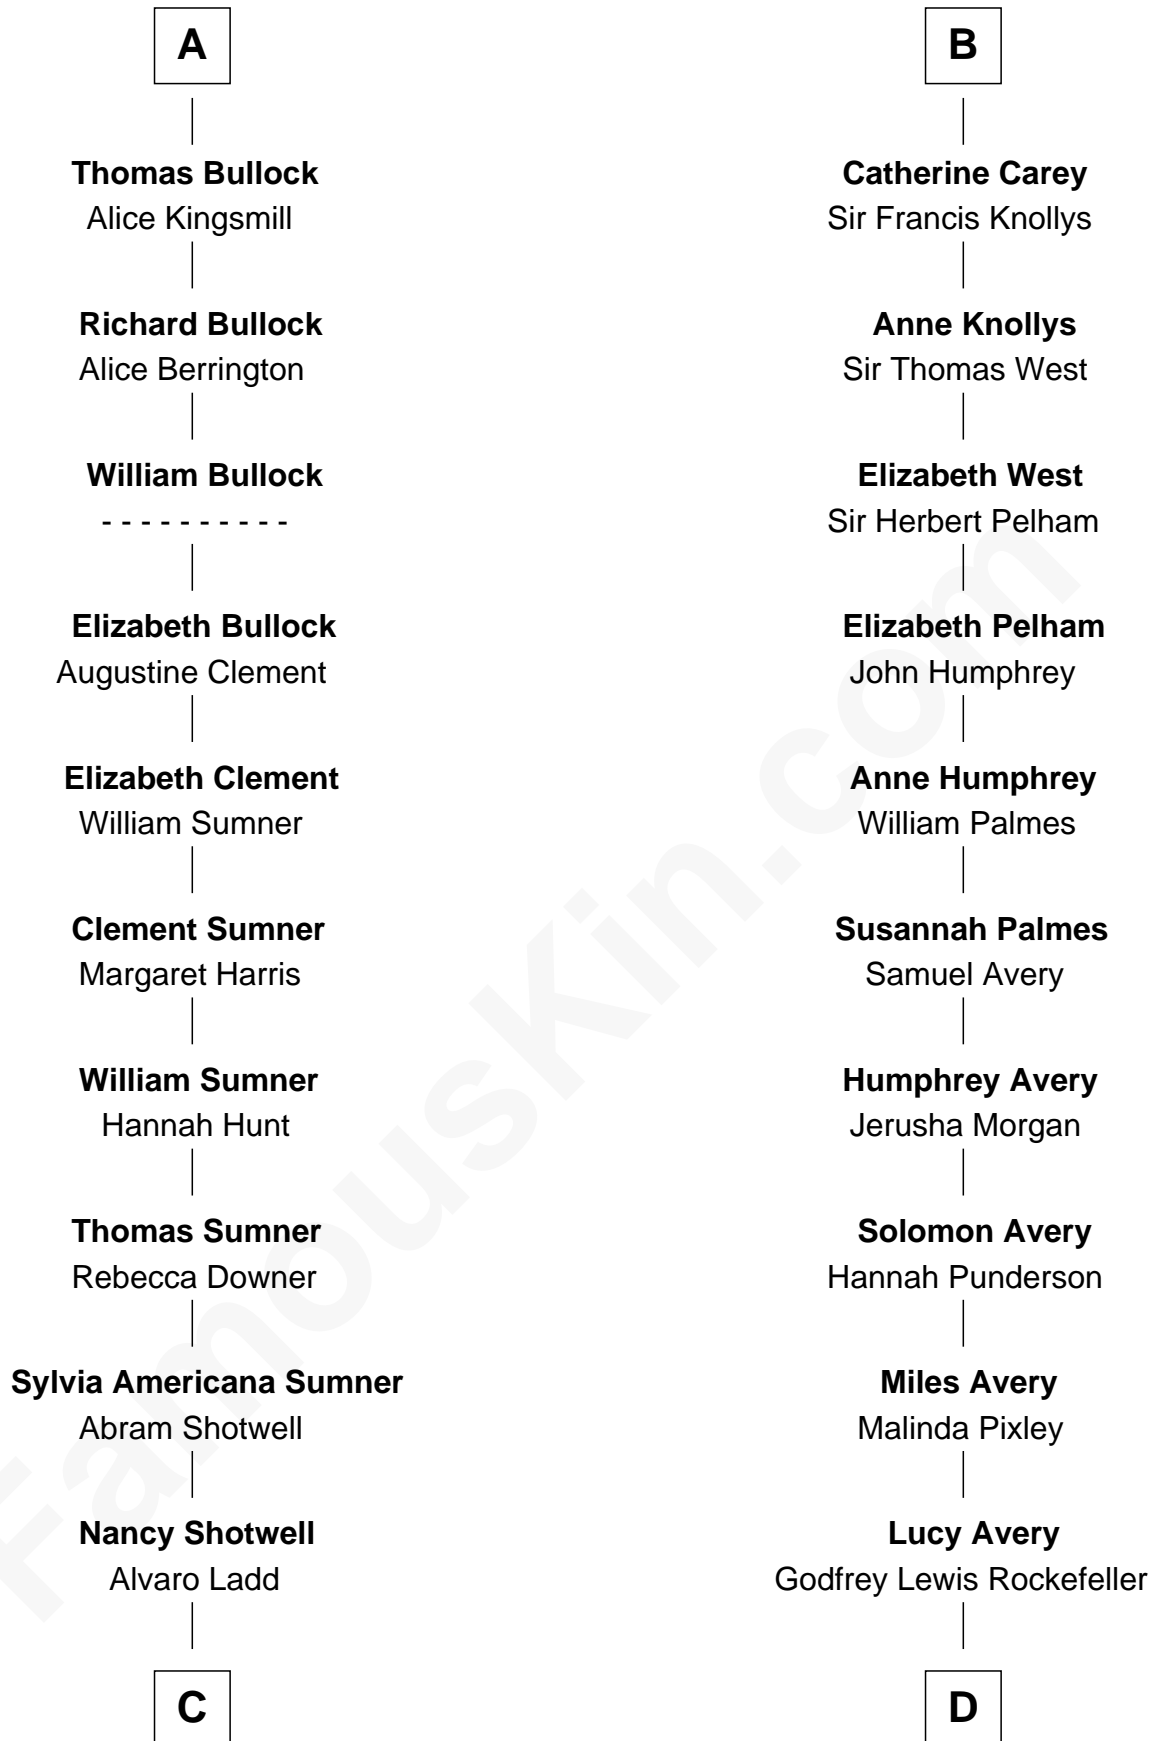 A
Thomas Bullock
Alice Kingsmill
Richard Bullock
Alice Berrington
William Bullock
- - - - - - - - - -
Elizabeth Bullock
Augustine Clement
Elizabeth Clement
William Sumner
Clement Sumner
Margaret Harris
William Sumner
Hannah Hunt
Thomas Sumner
Rebecca Downer
Sylvia Americana Sumner
Abram Shotwell
Nancy Shotwell
Alvaro Ladd
C
B
Catherine Carey
Sir Francis Knollys
Anne Knollys
Sir Thomas West
Elizabeth West
Sir Herbert Pelham
Elizabeth Pelham
John Humphrey
Anne Humphrey
William Palmes
Susannah Palmes
Samuel Avery
Humphrey Avery
Jerusha Morgan
Solomon Avery
Hannah Punderson
Miles Avery
Malinda Pixley
Lucy Avery
Godfrey Lewis Rockefeller
D
FamousKin.com